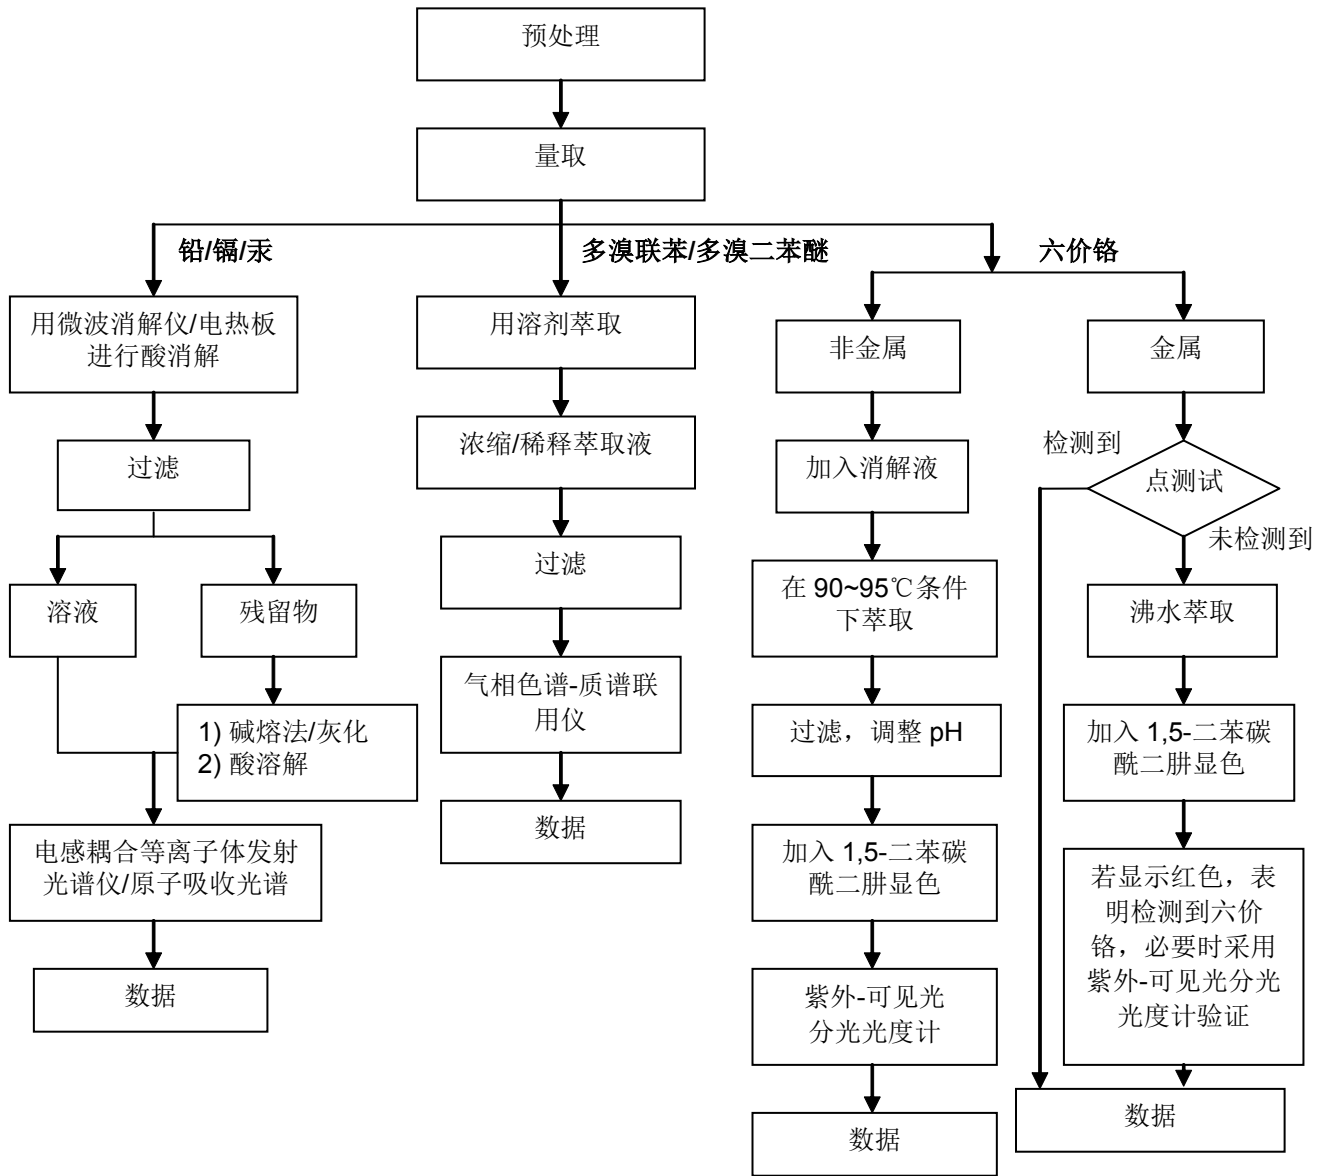 预处理
量取
铅/镉/汞
多溴联苯/多溴二苯醚
六价铬
用微波消解仪/电热板
进行酸消解
过滤
溶液
残留物
1) 碱熔法/灰化
2) 酸溶解
电感耦合等离子体发射
光谱仪/原子吸收光谱
数据
用溶剂萃取
浓缩/稀释萃取液
过滤
气相色谱-质谱联
用仪
数据
非金属
加入消解液
在 90~95℃条件
下萃取
过滤，调整 pH
加入 1,5-二苯碳
酰二肼显色
紫外-可见光
分光光度计
数据
金属
检测到
点测试
未检测到
沸水萃取
加入 1,5-二苯碳
酰二肼显色
若显示红色，表
明检测到六价
铬，必要时采用
紫外-可见光分光
光度计验证
数据